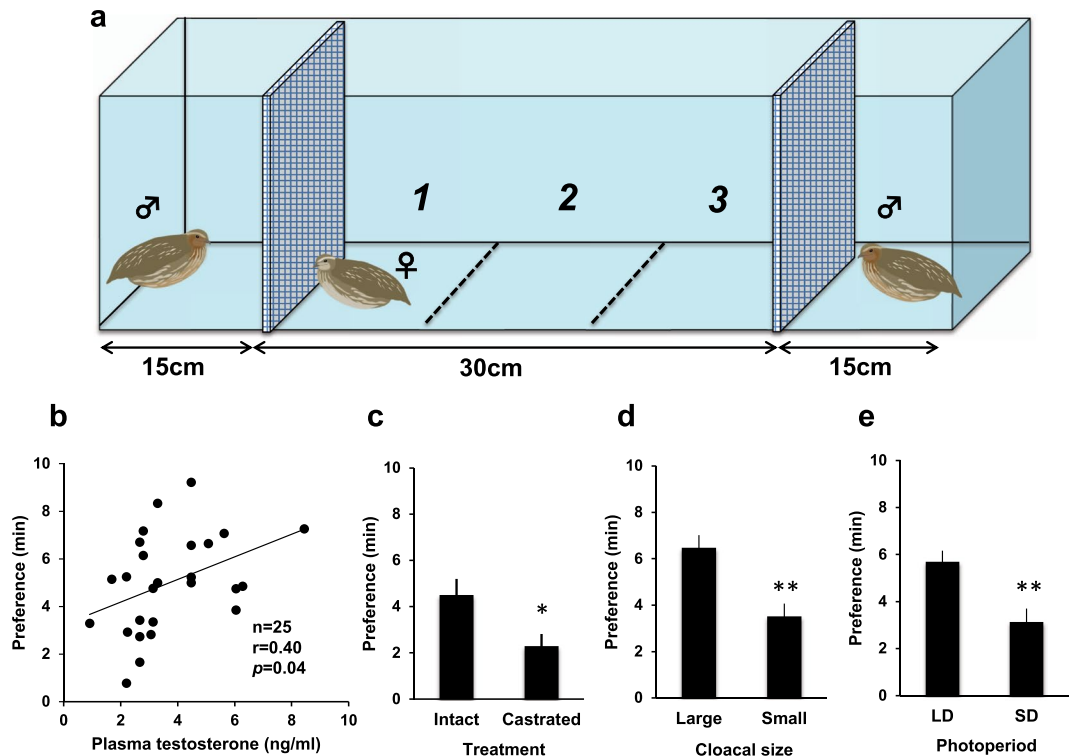 a
♂
1
2
3
♂
♀
15cm
30cm
15cm
b
Preference (min)
10
8
6
4
2
0
n=25
r=0.40
p=0.04
0 2 4 6 8 10
Plasma testosterone (ng/ml)
c
Preference (min)
10
8
6
4
2
0
*
Intact Castrated
Treatment
d
Preference (min)
10
8
6
4
2
0
**
Large Small
Cloacal size
e
Preference (min)
10
8
6
4
2
0
**
LD SD
Photoperiod